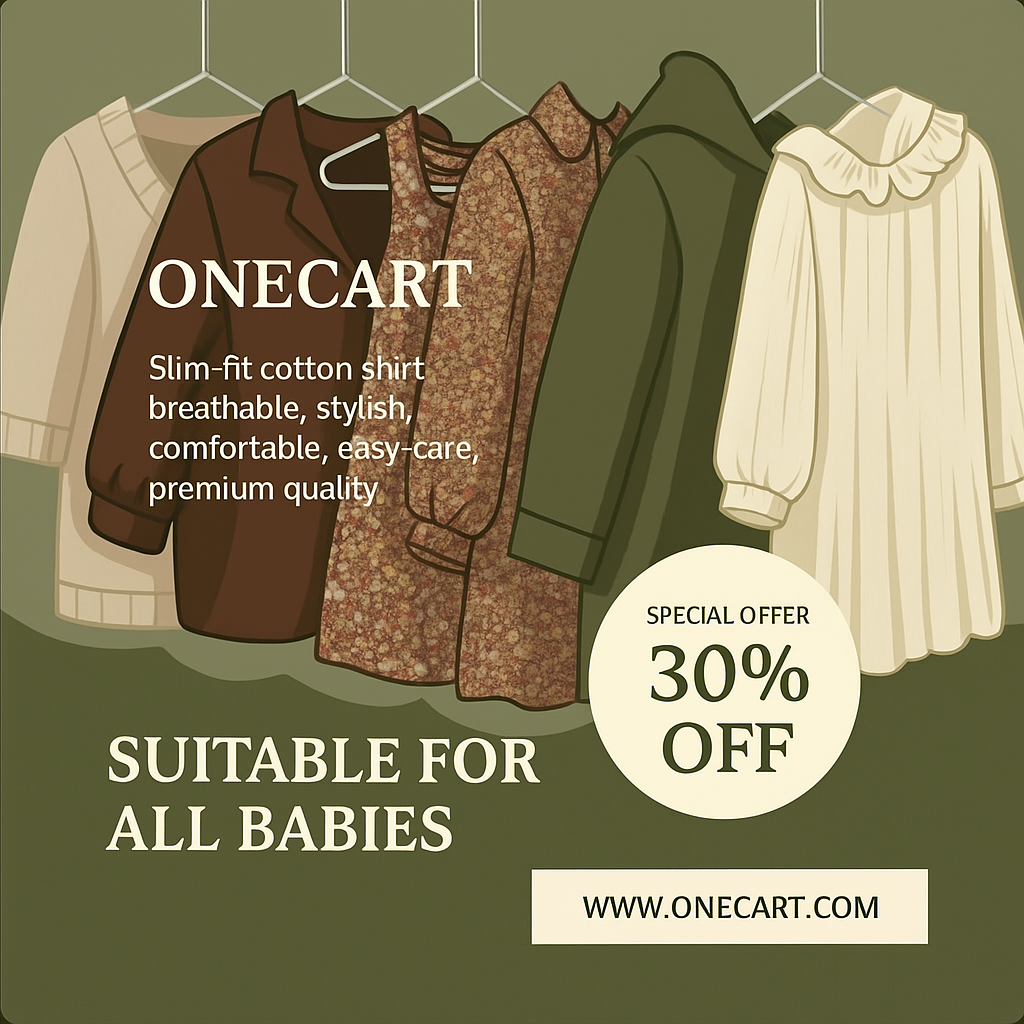 ONECART
Slim-fit cotton shirt
breathable, stylish,
comfortable, easy-care,
premium quality
SPECIAL OFFER
30%
OFF
SUITABLE FOR
ALL BABIES
WWW.ONECART.COM